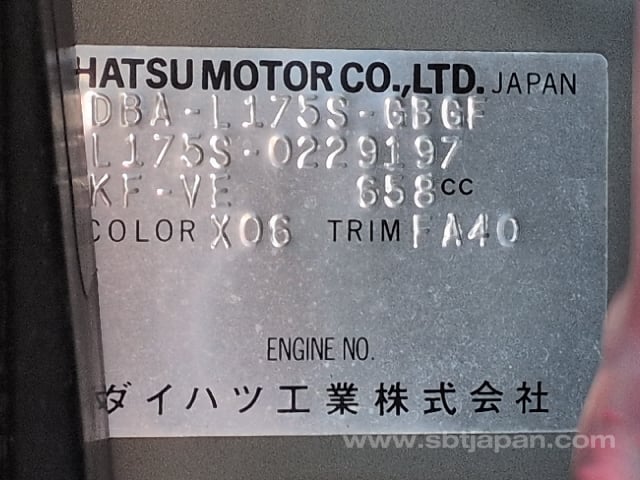 HATSU MOTOR CO.,LTD. JAPAN
DBA-L175S-GBGF
L175S-0229197
KF-VE 658CC
COLOR X06 TRIM FA40
ENGINE NO.
ダイハツ工業株式会社
www.sbtjapan.com